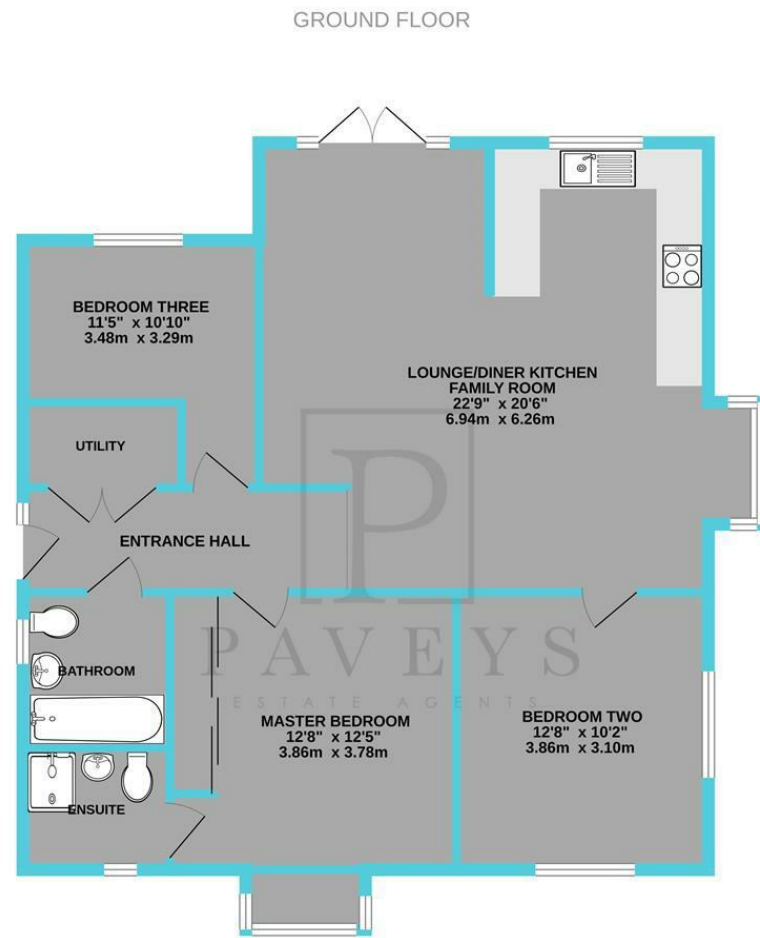 GROUND FLOOR
BEDROOM THREE
11'5" x 10'10"
3.48m x 3.29m
LOUNGE/DINER KITCHEN
FAMILY ROOM
22'9" x 20'6"
6.94m x 6.26m
UTILITY
ENTRANCE HALL
P
PAVEYS
ESTATE AGENTS
BATHROOM
MASTER BEDROOM
12'8" x 12'5"
3.86m x 3.78m
BEDROOM TWO
12'8" x 10'2"
3.86m x 3.10m
ENSUITE